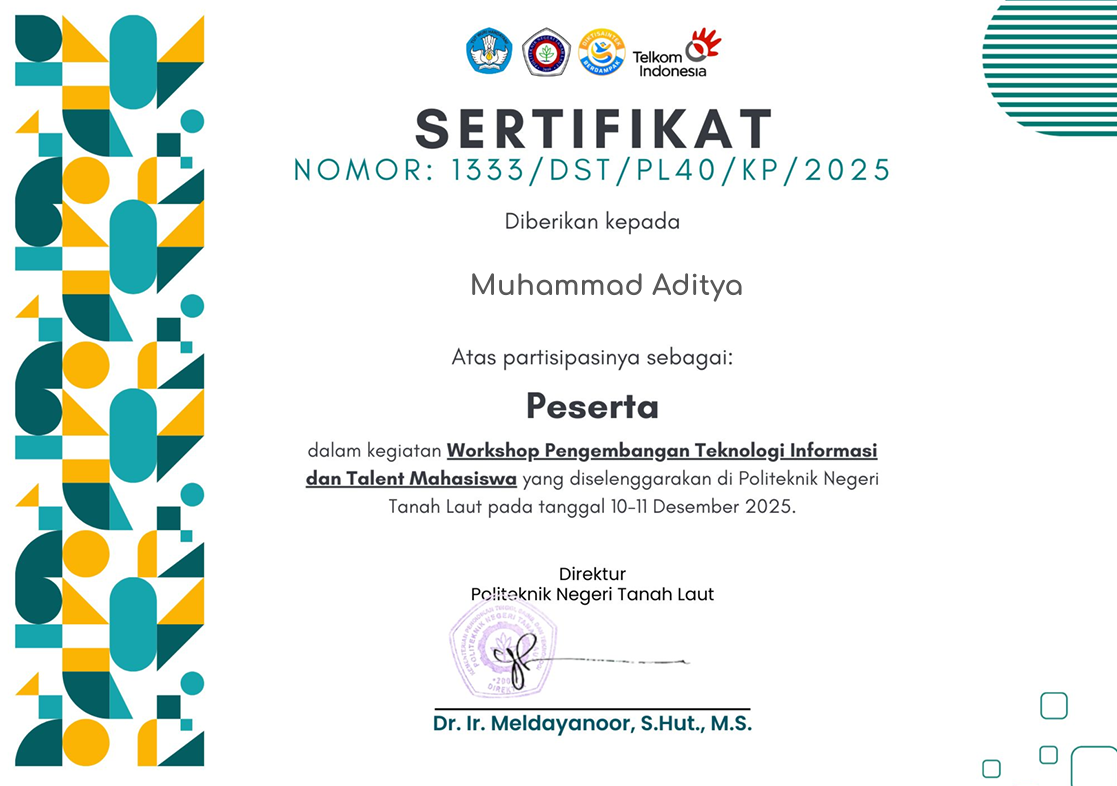 Telkom
Indonesia
SERTIFIKAT
NOMOR: 1333/DST/PL40/KP/2025
Diberikan kepada
Muhammad Aditya
Atas partisipasinya sebagai:
Peserta
dalam kegiatan Workshop Pengembangan Teknologi Informasi
dan Talent Mahasiswa yang diselenggarakan di Politeknik Negeri
Tanah Laut pada tanggal 10-11 Desember 2025.
Direktur
Politeknik Negeri Tanah Laut
Dr. Ir. Meldayanoor, S.Hut., M.S.